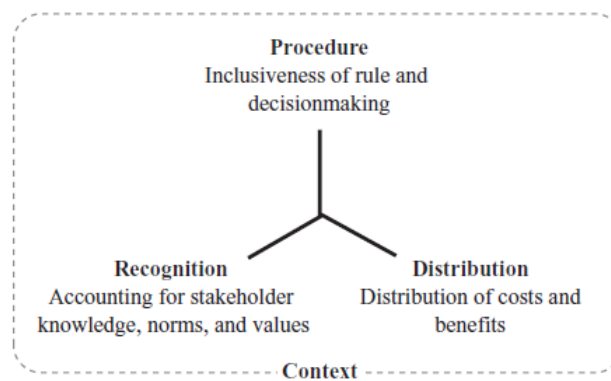 Procedure
Inclusiveness of rule and
decisionmaking
Recognition
Accounting for stakeholder
knowledge, norms, and values
Distribution
Distribution of costs and
benefits
Context